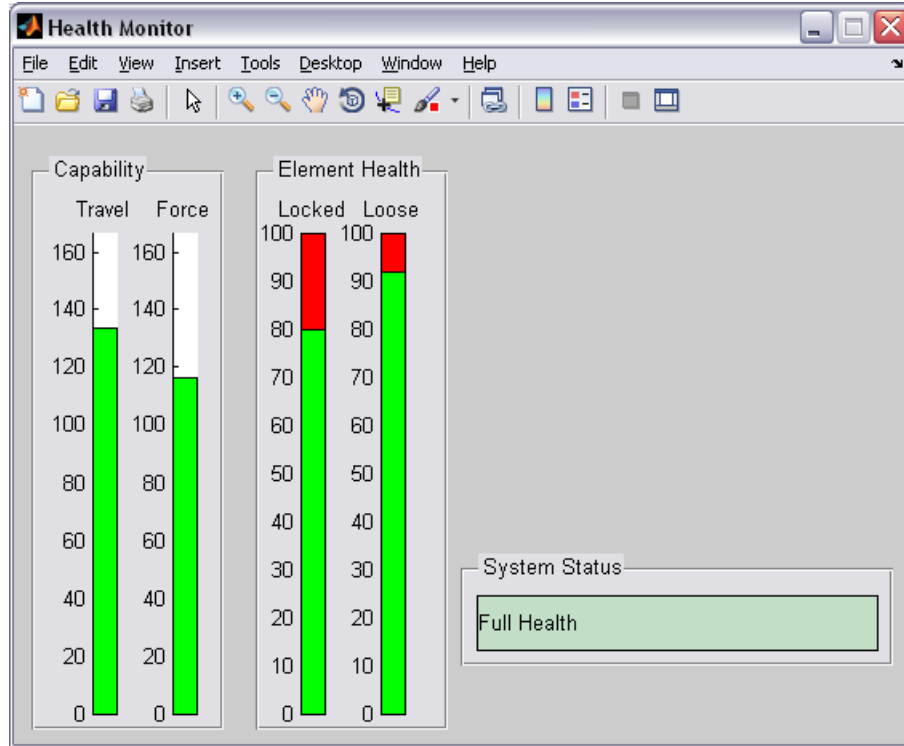 Health Monitor
File Edit View Insert Tools Desktop Window Help
Capability
Travel Force
160 160
140 140
120 120
100 100
80 80
60 60
40 40
20 20
0 0
Element Health
Locked Loose
100 100
90 90
80 80
70 70
60 60
50 50
40 40
30 30
20 20
10 10
0 0
System Status
Full Health